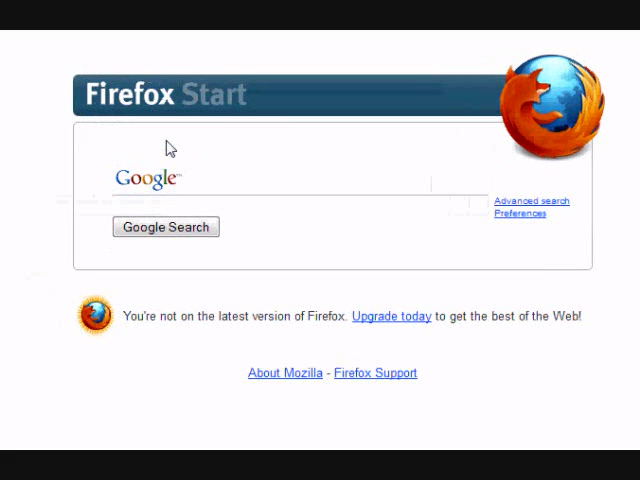 Firefox Start
Google™
Advanced search
Preferences
Google Search
You're not on the latest version of Firefox. Upgrade today to get the best of the Web!
About Mozilla - Firefox Support